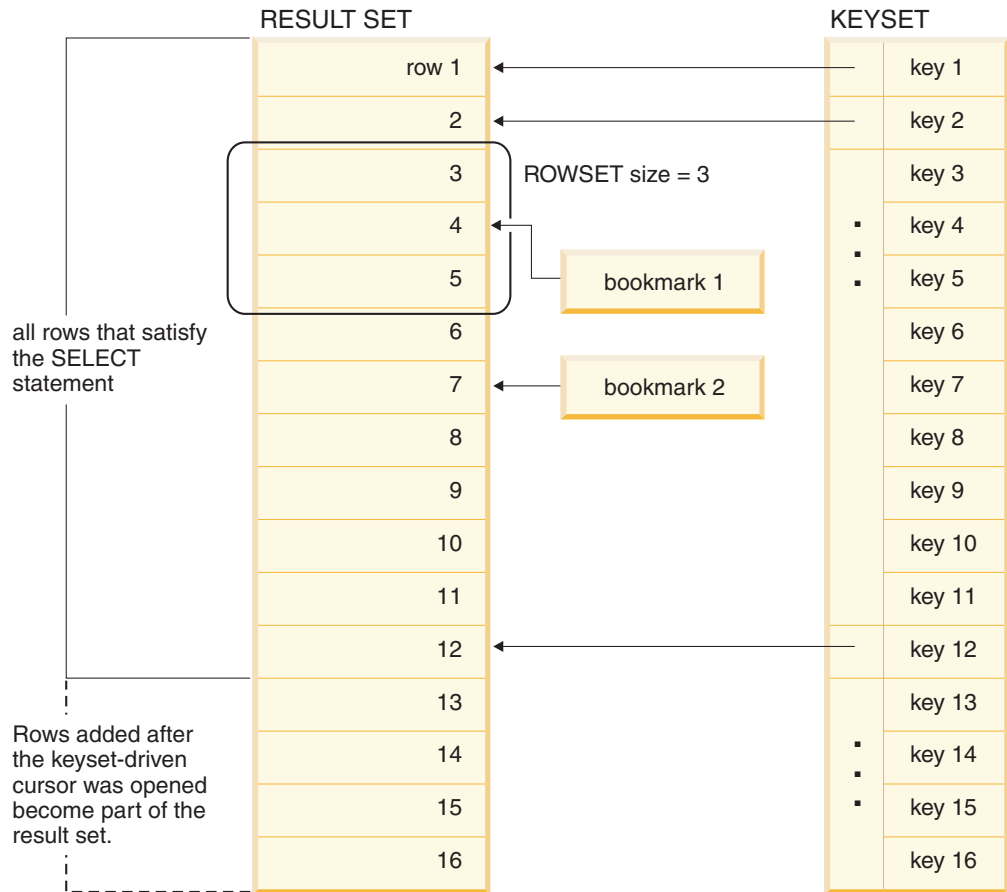 RESULT SET
row 1
2
3
4
5
6
7
8
9
10
11
12
13
14
15
16
ROWSET size = 3
bookmark 1
bookmark 2
all rows that satisfy
the SELECT
statement
Rows added after
the keyset-driven
cursor was opened
become part of the
result set.
KEYSET
key 1
key 2
key 3
key 4
key 5
key 6
key 7
key 8
key 9
key 10
key 11
key 12
key 13
key 14
key 15
key 16